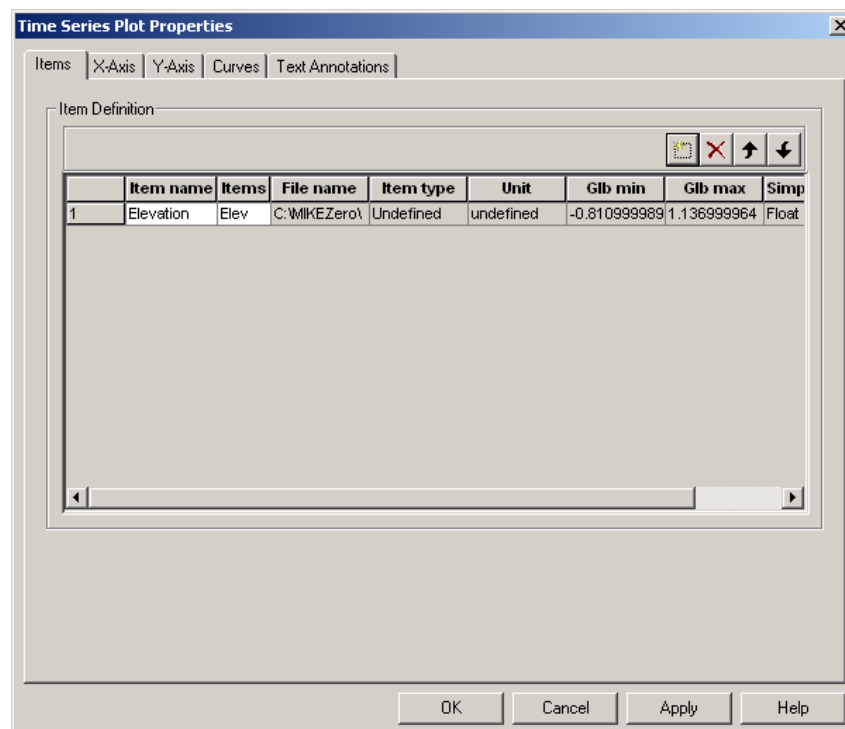 Time Series Plot Properties
Items X-Axis Y-Axis Curves Text Annotations
Item Definition
Item name Items File name Item type Unit Glb min Glb max Simp
1 Elevation Elev C:\MIKEZero\ Undefined undefined -0.810999989 1.136999964 Float
OK Cancel Apply Help